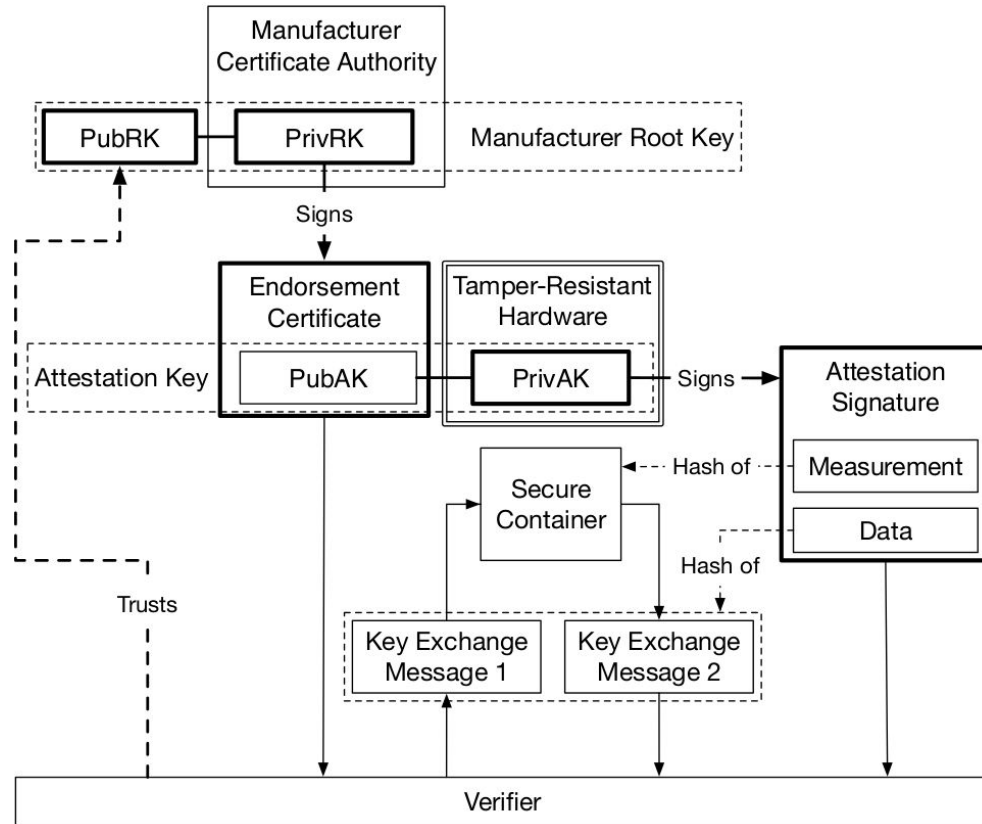 Manufacturer
Certificate Authority
PubRK
PrivRK
Manufacturer Root Key
Signs
Endorsement
Certificate
Tamper-Resistant
Hardware
Attestation Key
PubAK
PrivAK
Signs
Attestation
Signature
Measurement
Data
Hash of
Secure
Container
Hash of
Trusts
Key Exchange
Message 1
Key Exchange
Message 2
Verifier